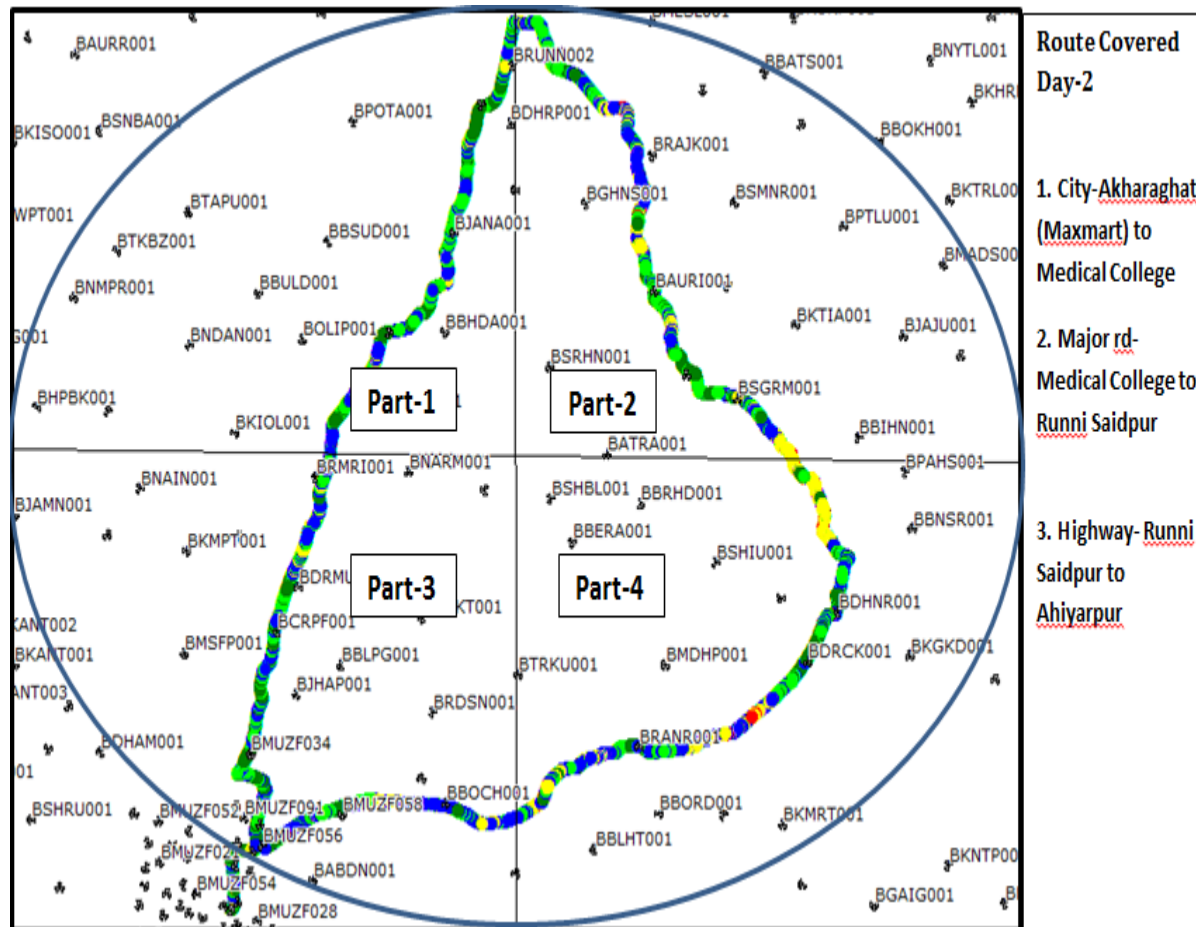 BAURR001
BRUNN002
BBATS001
BNYTL001
BPOTA001
BSNBA001
BKISO001
BDHRP001
BBOKH001
BRAJK001
BGHNS001
BSMNR001
BTAPU001
WPT001
BBSUD001
BJANA001
BPTLU001
BTKBZ001
BMADS00
BNMPR001
BBULD001
BAURI001
BOLIP001
BBHDA001
BKTIA001
BJAJU001
G001
BNDAN001
BSRHN001
Part-1
Part-2
BSGRM001
BHPBK001
BKIOL001
BATRA001
BBIHN001
BNAIN001
BRMRI001
BNARM001
BPAHS001
BJAMN001
BSHBL001
BBRHD001
BBNSR001
BKMPT001
BBERA001
BSHIU001
Part-3
Part-4
BDRMU
KT001
BDHNR001
KANT002
BCRPF001
BKANT001
BMSFP001
BBLPG001
BTRKU001
BMDHP001
BDRCK001
BKGKD001
ANT003
BJHAP001
BRDSN001
BDHAM001
BMUZF034
BRANR001
001
BSHRU001
BMUZF052
BMUZF091
BMUZF058
BBOCH001
BBORD001
BKMRT001
BMUZF056
BMUZF021
BBLHT001
BKNTP00
BMUZF054
BABDN001
BGAIG001
BMUZF028
Route Covered
Day-2
1. City-Akharaghat
(Maxmart) to
Medical College
2. Major rd-
Medical College to
Runni Saidpur
3. Highway- Runni
Saidpur to
Ahiyarpur